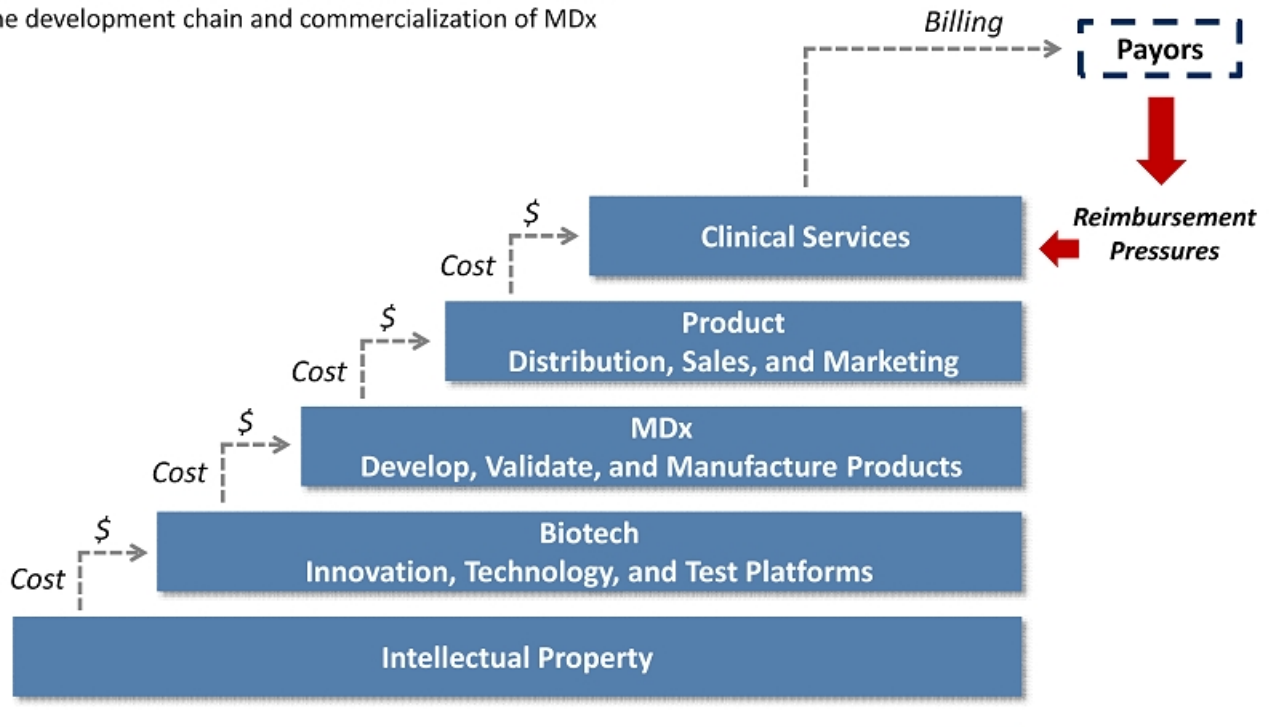 development chain and commercialization of MDx
Billing
Payors
$
Clinical Services
Reimbursement
Pressures
Cost
$
Product
Distribution, Sales, and Marketing
Cost
$
MDx
Develop, Validate, and Manufacture Products
Cost
$
Biotech
Innovation, Technology, and Test Platforms
Cost
Intellectual Property